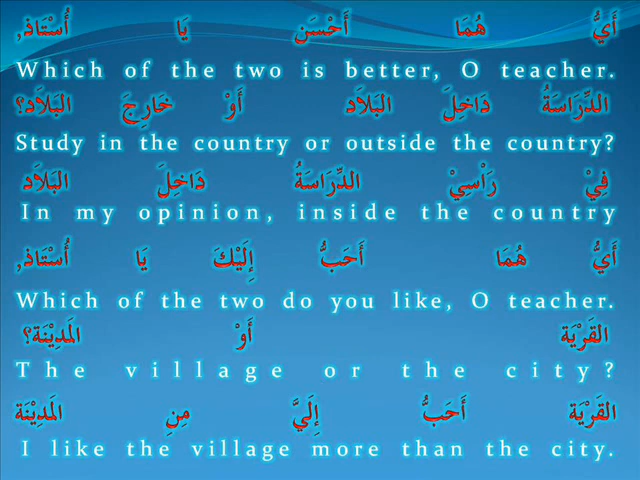 أَيُّ هُمَا أَحْسَن يَا أُسْتَاذ,
Which of the two is better, O teacher.
الدِّرَاسَةُ دَاخِلَ البَلاَد أَوْ خَارِجَ البَلاَد؟
Study in the country or outside the country?
فِيْ رَاْسِيْ الدِّرَاسَةُ دَاخِلَ البَلاَد
In my opinion, inside the country
أَيُّ هُمَا أَحَبُّ إِلَيْكَ يَا أُسْتَاذ,
Which of the two do you like, O teacher.
القَرْيَة أَوْ المَدِيْنَة؟
The village or the city?
القَرْيَة أَحَبُّ إِلَيَّ مِنِ المَدِيْنَة
I like the village more than the city.